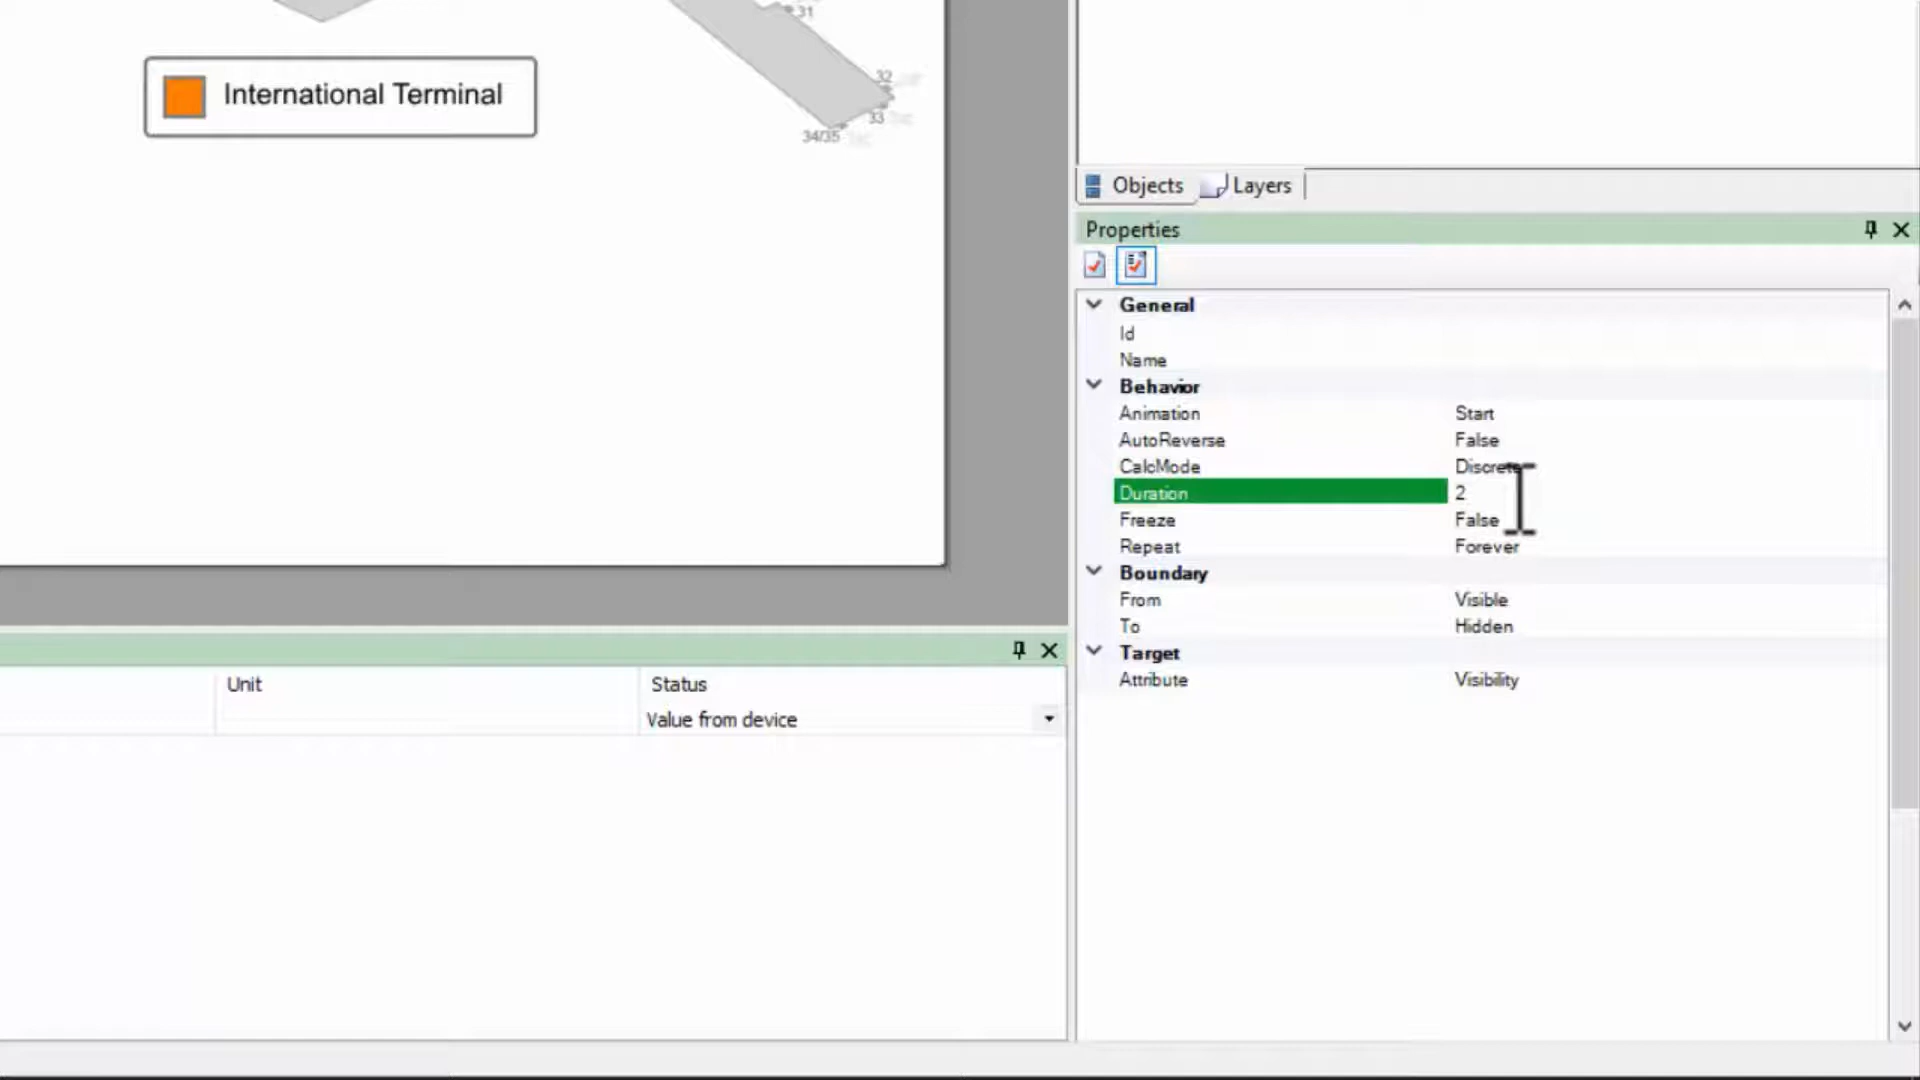 31
International Terminal
32
33
34/35
Objects
Layers
Properties
General
Id
Name
Behavior
Animation Start
AutoReverse False
CalcMode Discrete
Duration 2
Freeze False
Repeat Forever
Boundary
From Visible
To Hidden
Target
Attribute Visibility
Unit Status
Value from device